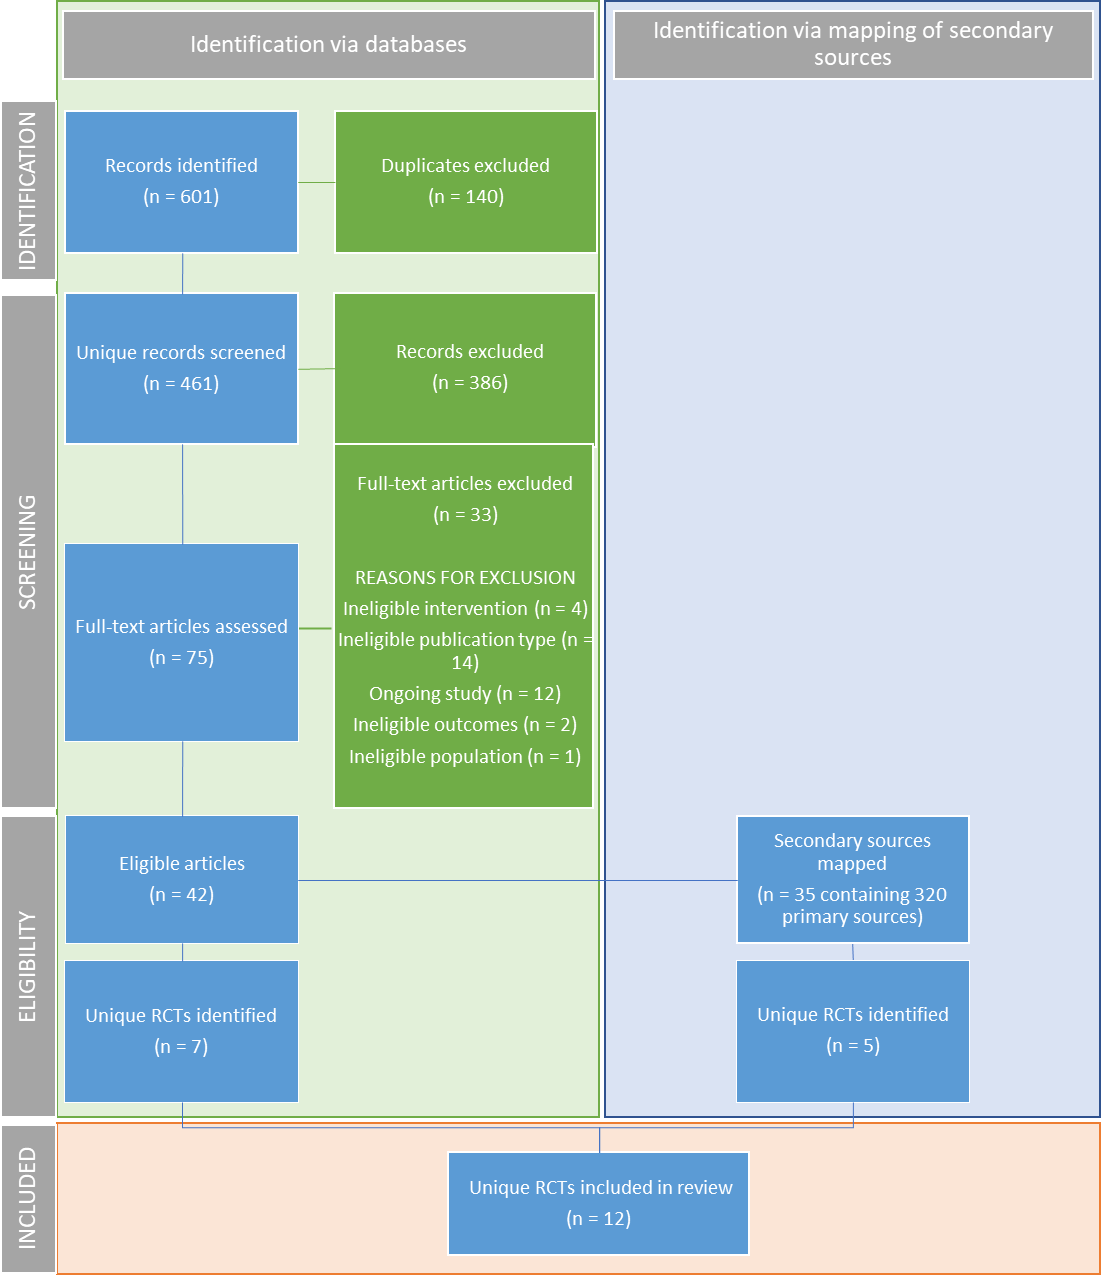 Identification via databases
Identification via mapping of secondary
sources
IDENTIFICATION
Records identified
(n = 601)
Duplicates excluded
(n = 140)
SCREENING
Unique records screened
(n = 461)
Records excluded
(n = 386)
Full-text articles assessed
(n = 75)
Full-text articles excluded
(n = 33)
REASONS FOR EXCLUSION
Ineligible intervention (n = 4)
Ineligible publication type (n =
14)
Ongoing study (n = 12)
Ineligible outcomes (n = 2)
Ineligible population (n = 1)
ELIGIBILITY
Eligible articles
(n = 42)
Secondary sources
mapped
(n = 35 containing 320
primary sources)
Unique RCTs identified
(n = 7)
Unique RCTs identified
(n = 5)
INCLUDED
Unique RCTs included in review
(n = 12)